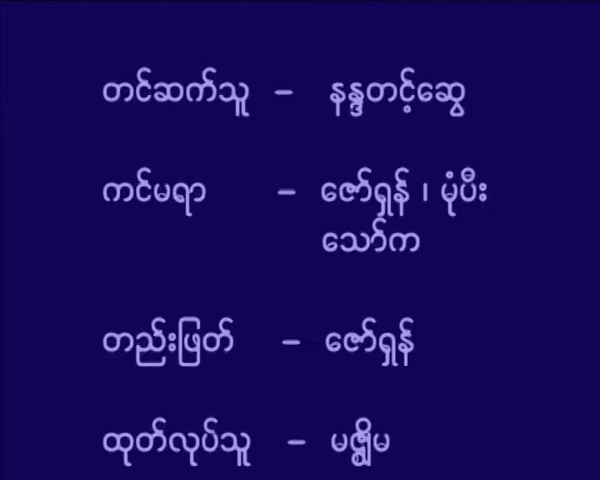 တင်ဆက်သူ – နန္ဒတင့်ဆွေ
ကင်မရာ – ဇော်ရှန် ၊ မုံပီး
သော်က
တည်းဖြတ် – ဇော်ရှန်
ထုတ်လုပ်သူ – မဇ္ဈိမ